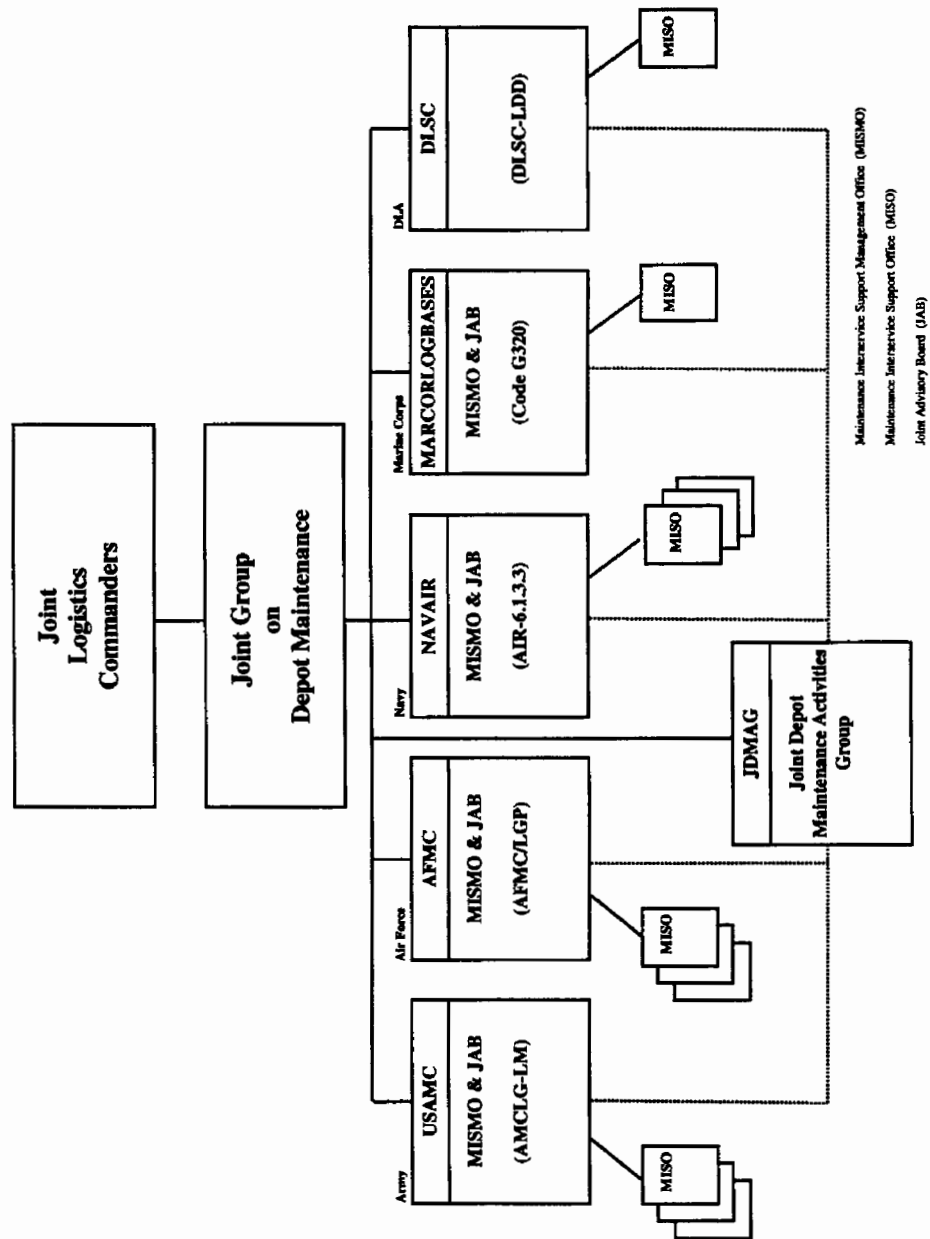 Joint
Logistics
Commanders
Joint Group
on
Depot Maintenance
Army
USAMC
MISMO & JAB
(AMCLG-LM)
MISO
Air Force
AFMC
MISMO & JAB
(AFMC/LGP)
MISO
Navy
NAVAIR
MISMO & JAB
(AIR-6.1.3.3)
MISO
Marine Corps
MARCORLOGBASES
MISMO & JAB
(Code G320)
MISO
DLA
DLSC
(DLSC-LDD)
MISO
JDMAG
Joint Depot
Maintenance Activities
Group
Maintenance Interservice Support Management Office (MISMO)
Maintenance Interservice Support Office (MISO)
Joint Advisory Board (JAB)